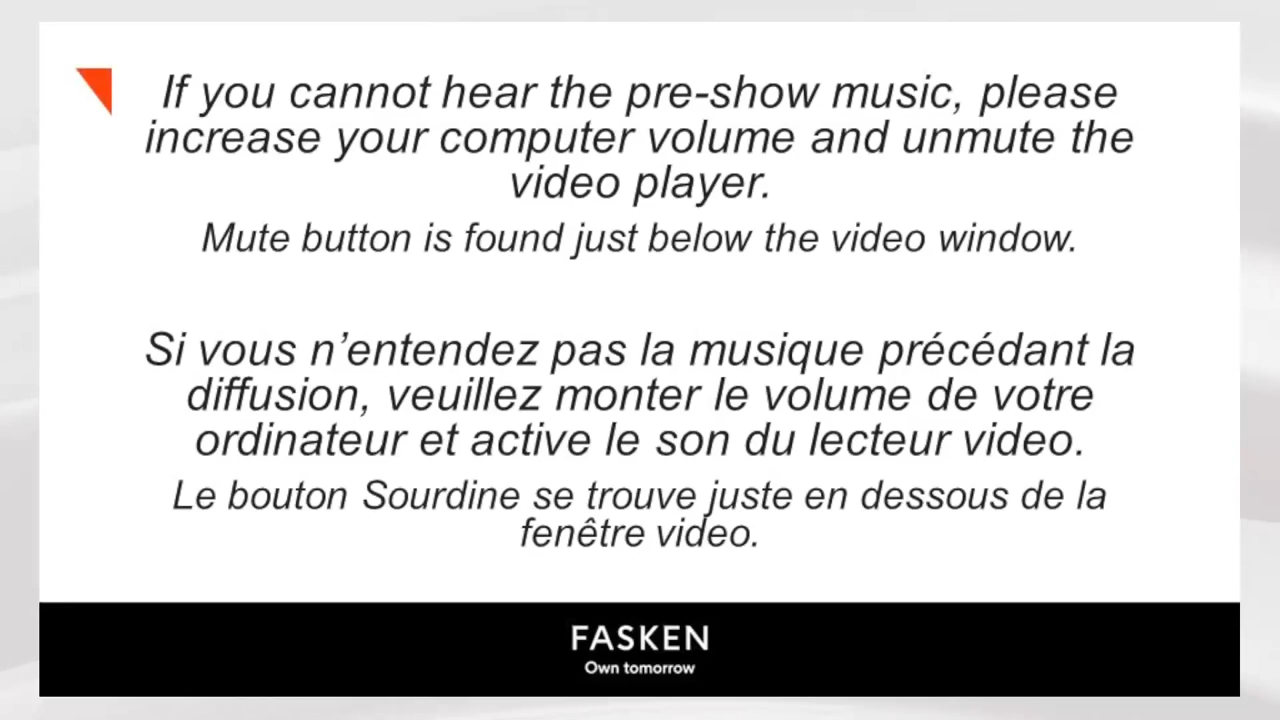 If you cannot hear the pre-show music, please
increase your computer volume and unmute the
video player.
Mute button is found just below the video window.
Si vous n’entendez pas la musique précédant la
diffusion, veuillez monter le volume de votre
ordinateur et active le son du lecteur video.
Le bouton Sourdine se trouve juste en dessous de la
fenêtre video.
FASKEN
Own tomorrow